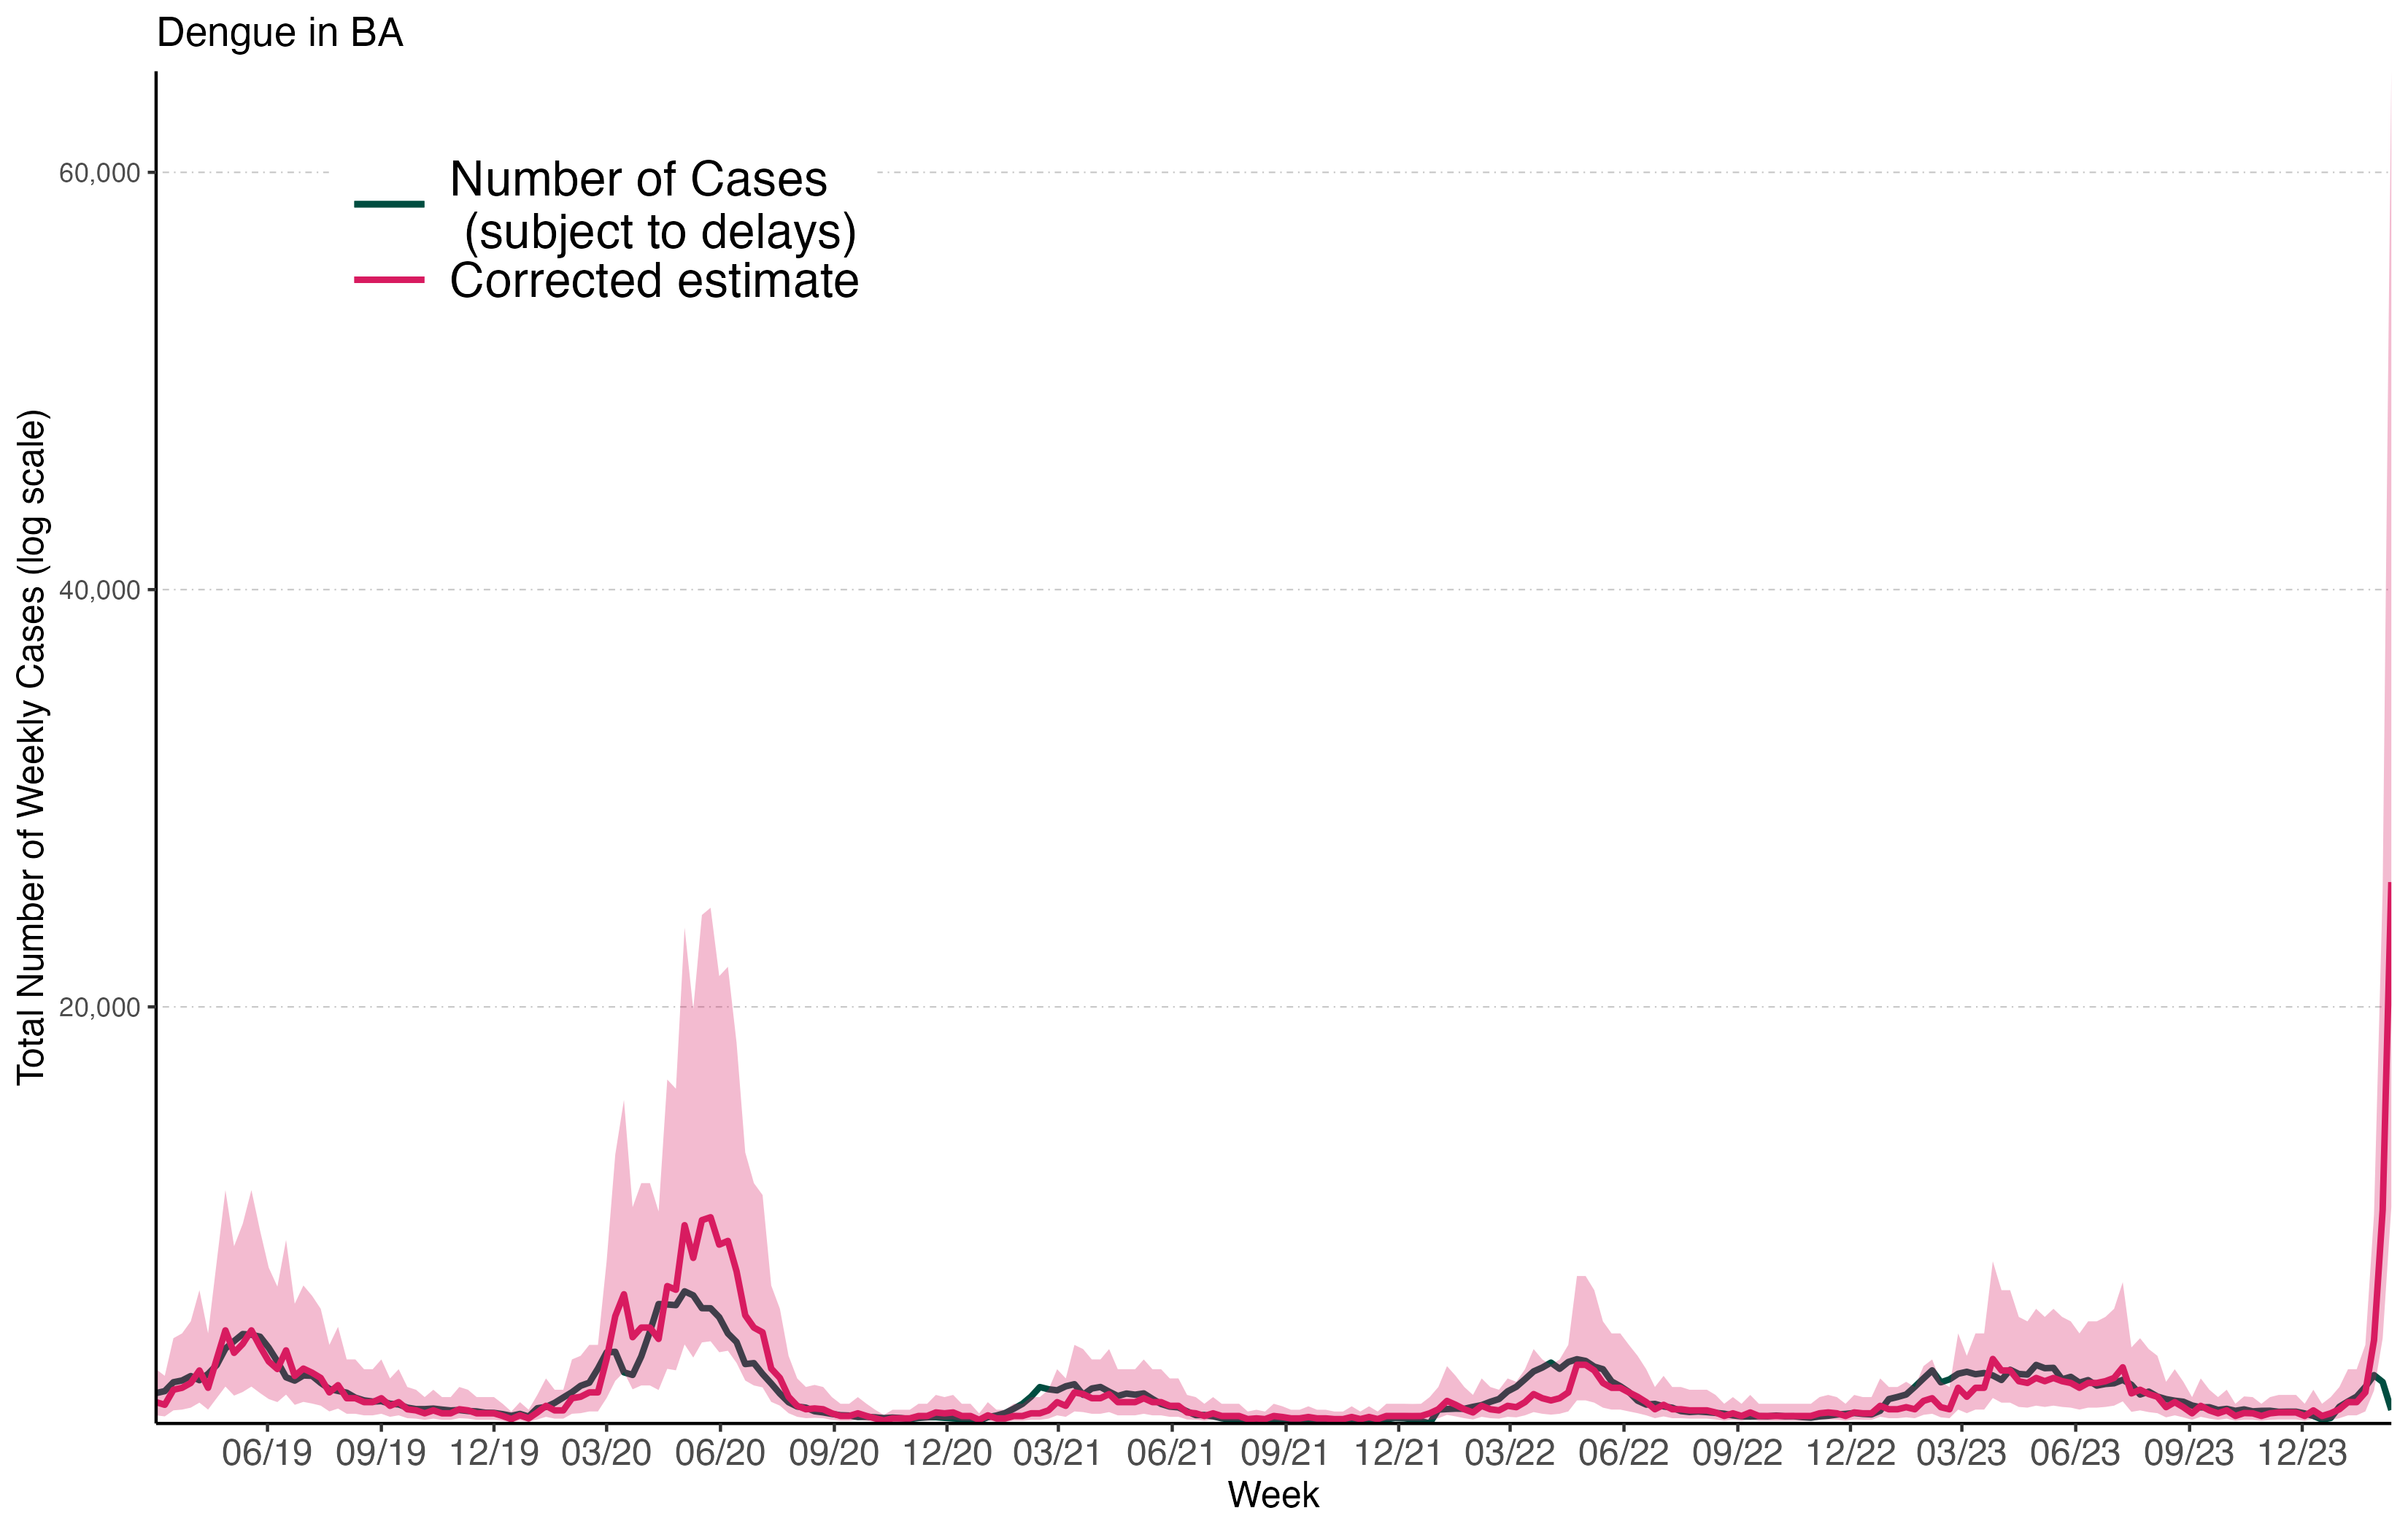 Dengue in BA
60,000
40,000
20,000
Total Number of Weekly Cases (log scale)
Number of Cases
(subject to delays)
Corrected estimate
06/19 09/19 12/19 03/20 06/20 09/20 12/20 03/21 06/21 09/21 12/21 03/22 06/22 09/22 12/22 03/23 06/23 09/23 12/23
Week